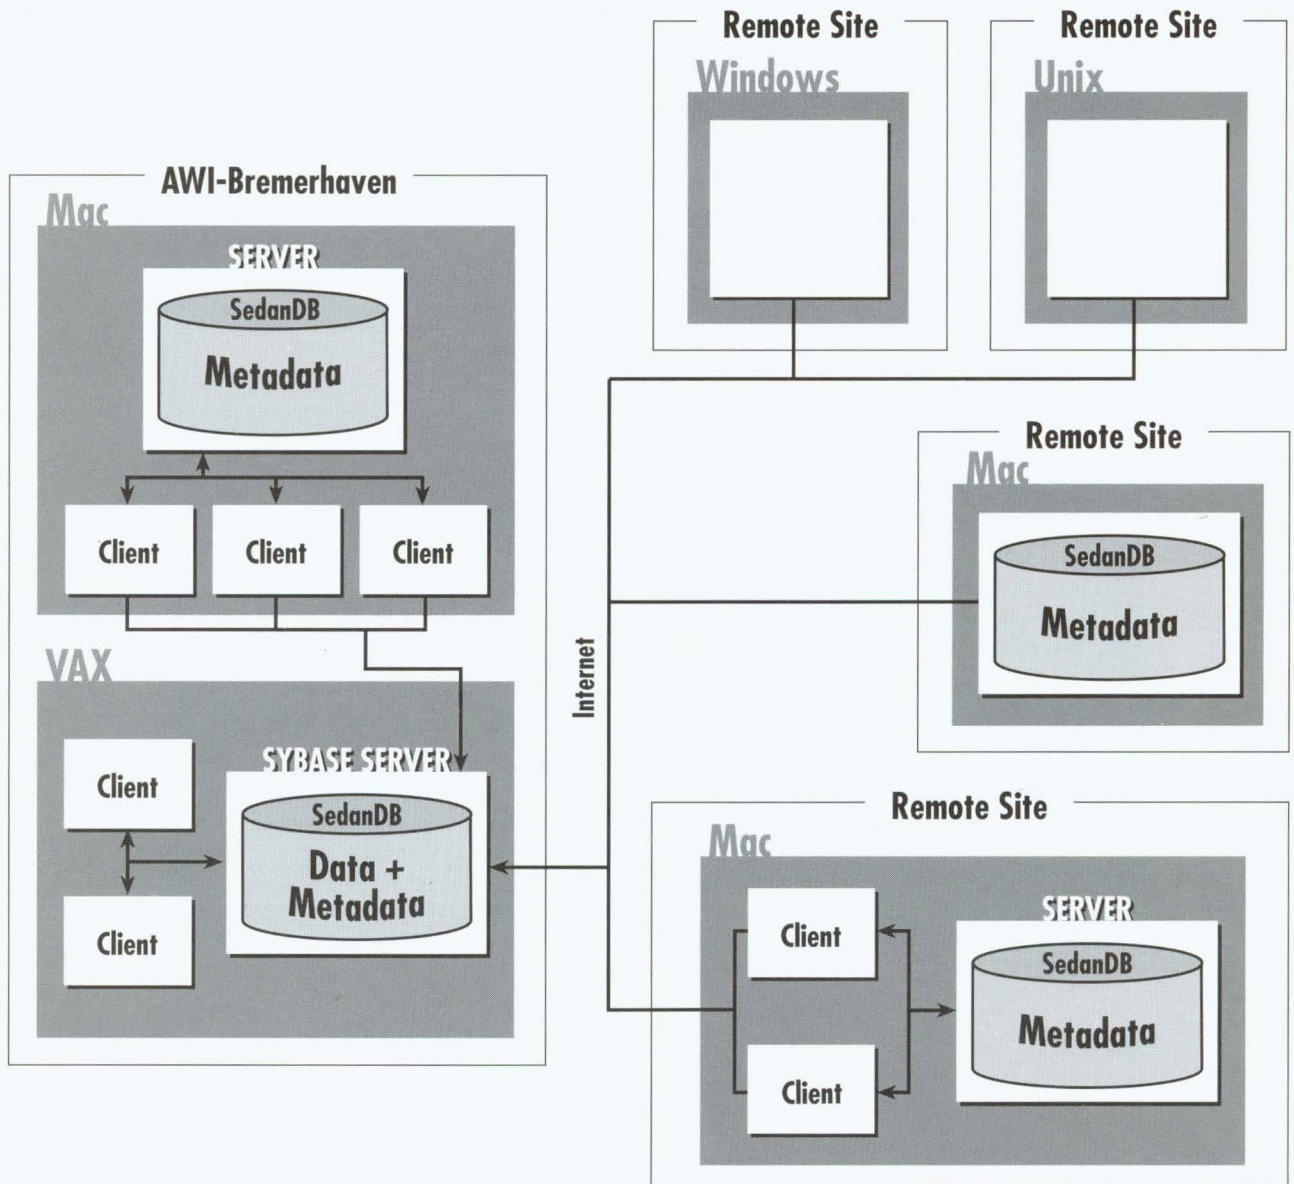 Remote Site
Windows
Remote Site
Unix
AWI-Bremerhaven
Mac
SERVER
SedanDB
Metadata
Client
Client
Client
VAX
Client
Client
SYBASE SERVER
SedanDB
Data +
Metadata
Internet
Remote Site
Mac
SedanDB
Metadata
Remote Site
Mac
Client
Client
SERVER
SedanDB
Metadata